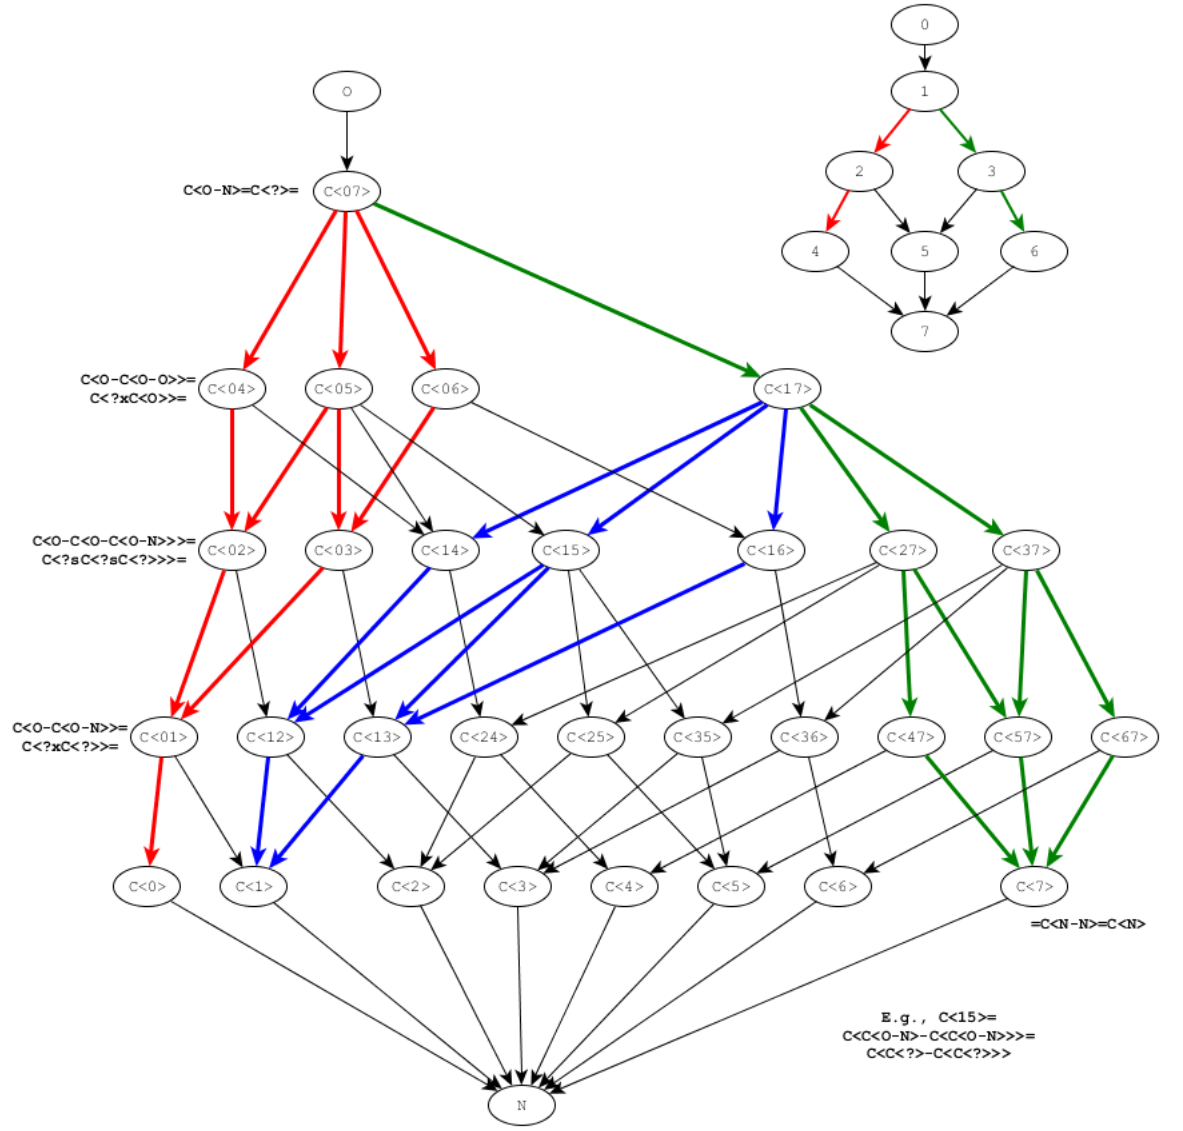 0
1
2
3
4
5
6
7
O
C<O-N>=C<?>=
C<07>
C<O-C<O-O>>=
C<?xC<O>>=
C<04>
C<05>
C<06>
C<17>
C<O-C<O-C<O-N>>>=
C<?sC<?sC<?>>>=
C<02>
C<03>
C<14>
C<15>
C<16>
C<27>
C<37>
C<O-C<O-N>>=
C<?xC<?>>=
C<01>
C<12>
C<13>
C<24>
C<25>
C<35>
C<36>
C<47>
C<57>
C<67>
C<0>
C<1>
C<2>
C<3>
C<4>
C<5>
C<6>
C<7>
=C<N-N>=C<N>
E.g., C<15>=
C<C<O-N>-C<C<O-N>>>=
C<C<?>-C<C<?>>>
N